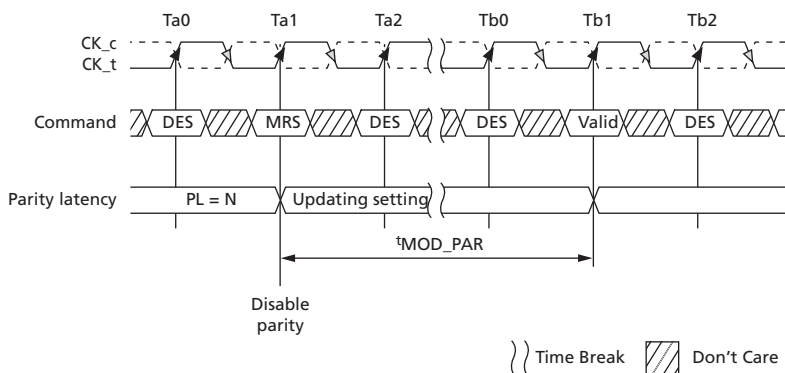 Ta0 Ta1 Ta2 Tb0 Tb1 Tb2
CK_c
CK_t
Command DES MRS DES DES Valid DES
Parity latency PL = N Updating setting
tMOD_PAR
Disable
parity
Time Break Don't Care